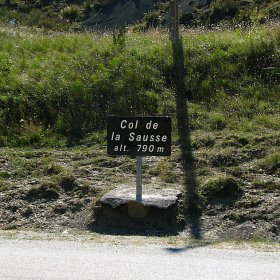 Col de
la Sausse
alt. 790 m